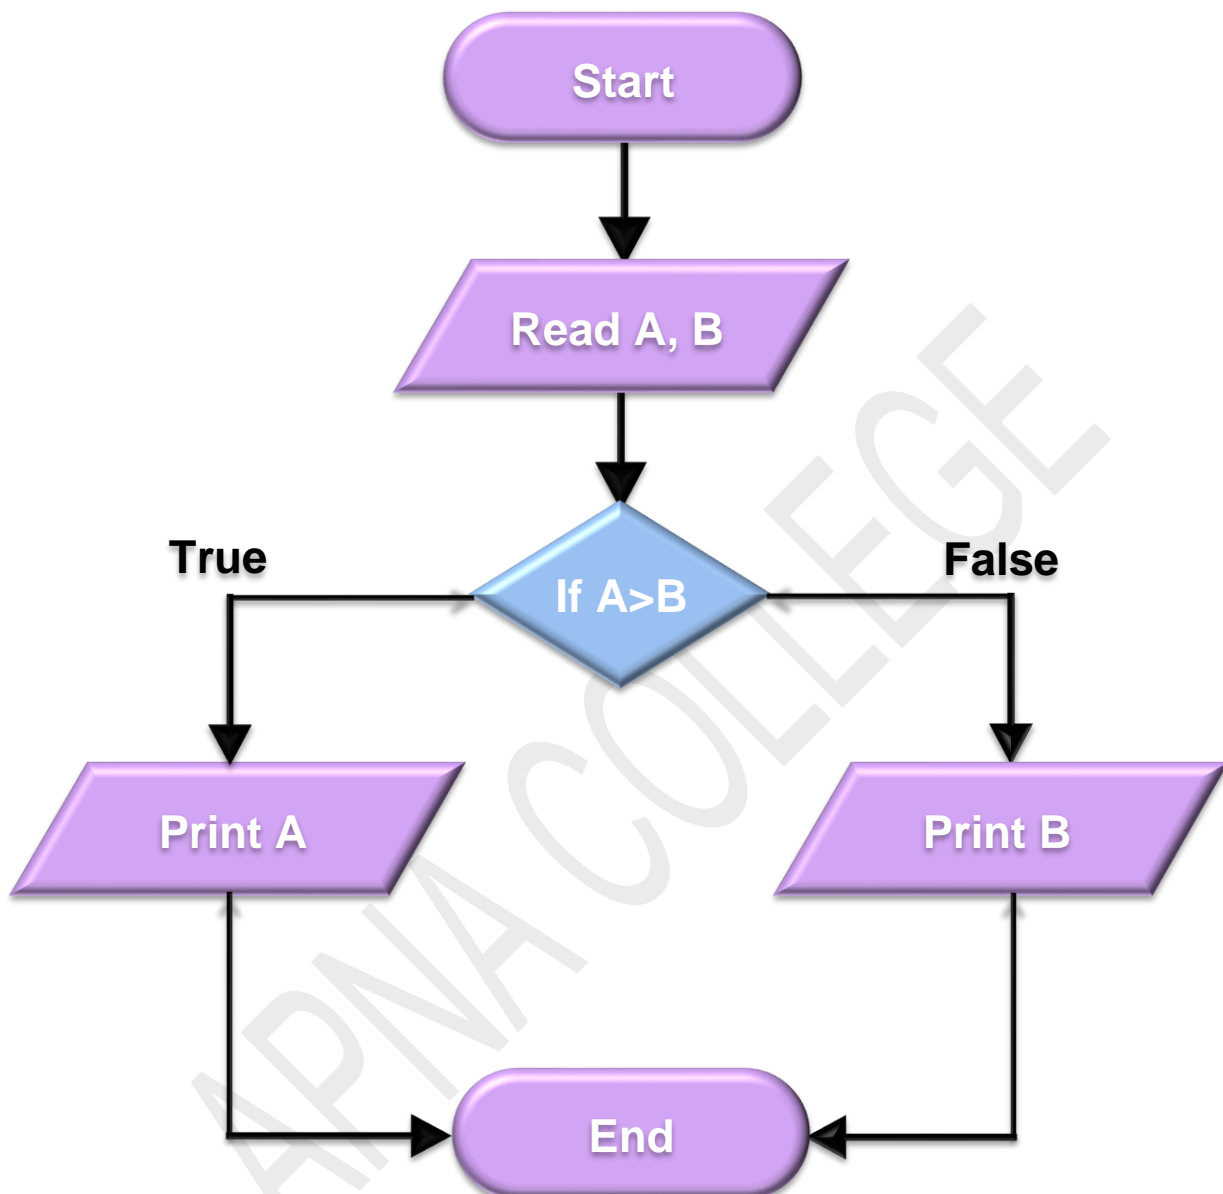 Start
Read A, B
True
If A>B
False
Print A
Print B
End
APNA COLLEGE